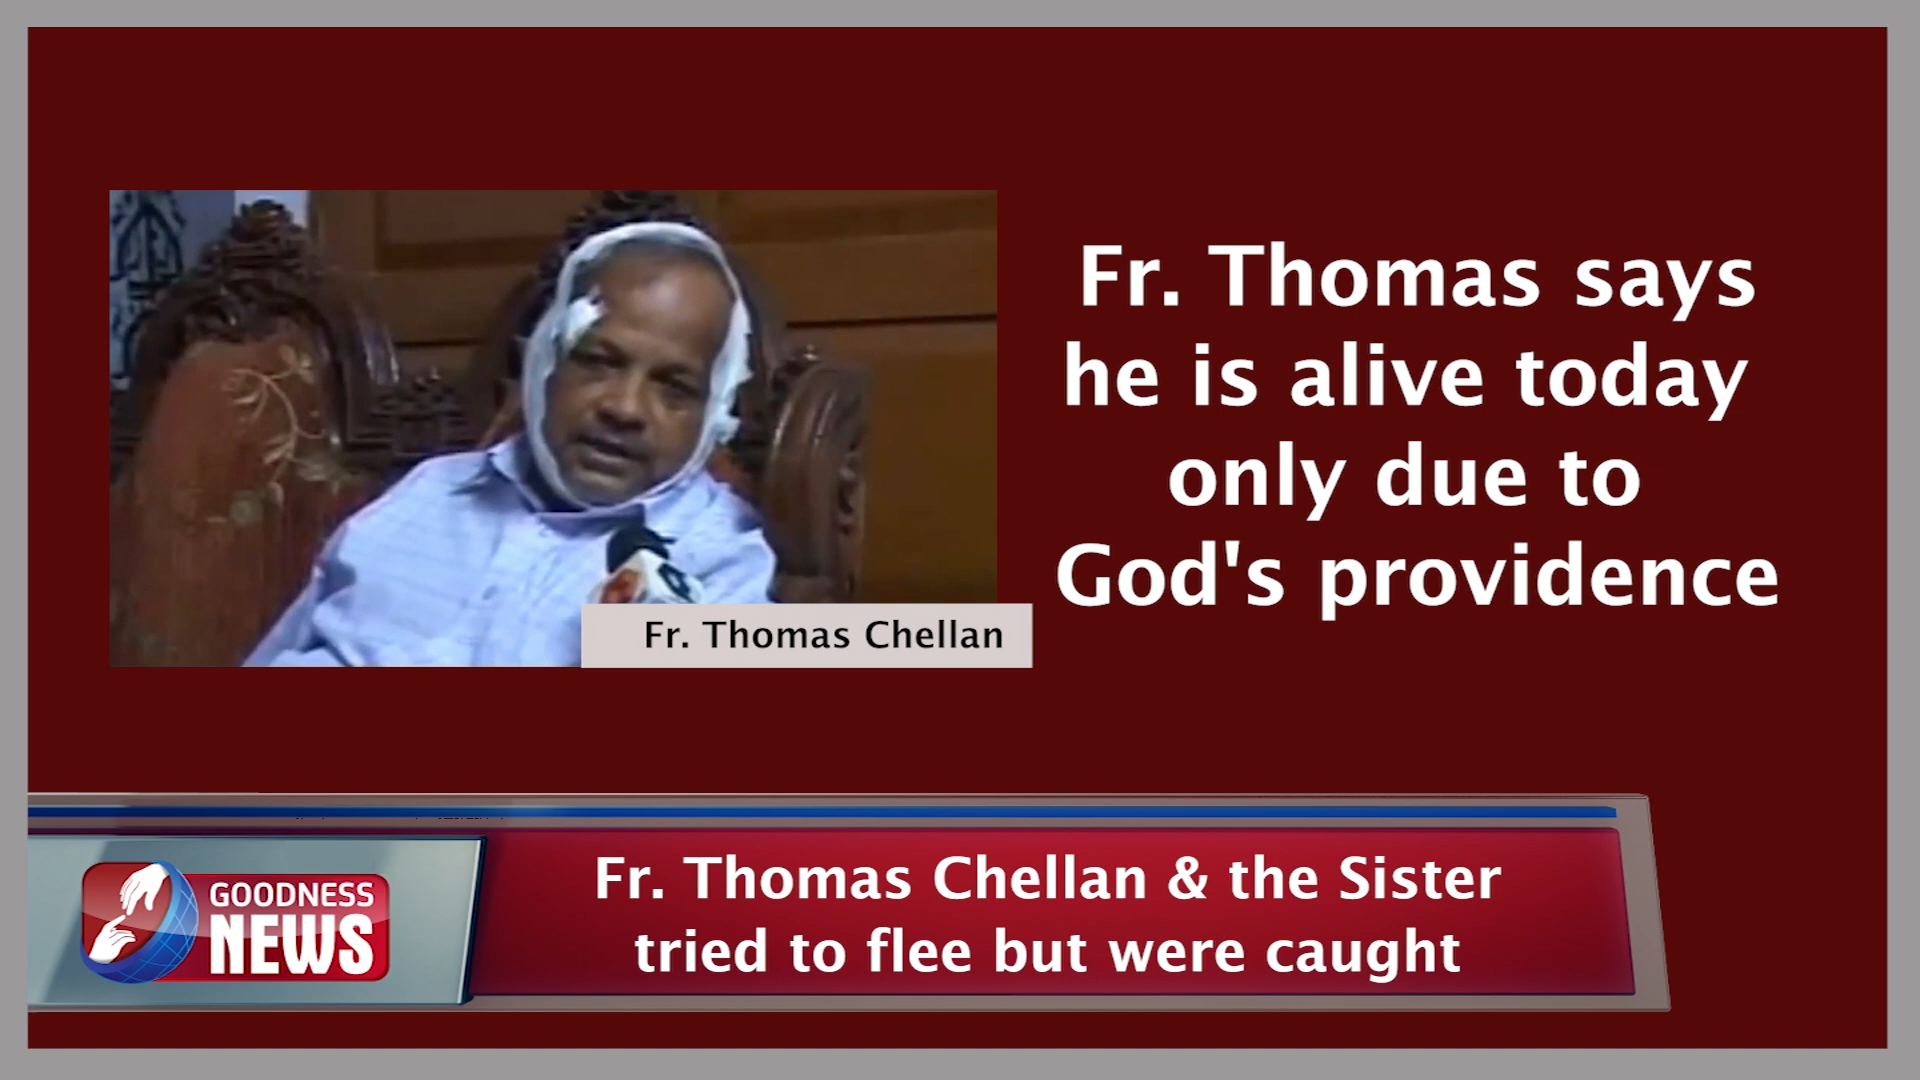 Fr. Thomas says
he is alive today
only due to
God's providence
Fr. Thomas Chellan
GOODNESS
NEWS
Fr. Thomas Chellan & the Sister
tried to flee but were caught